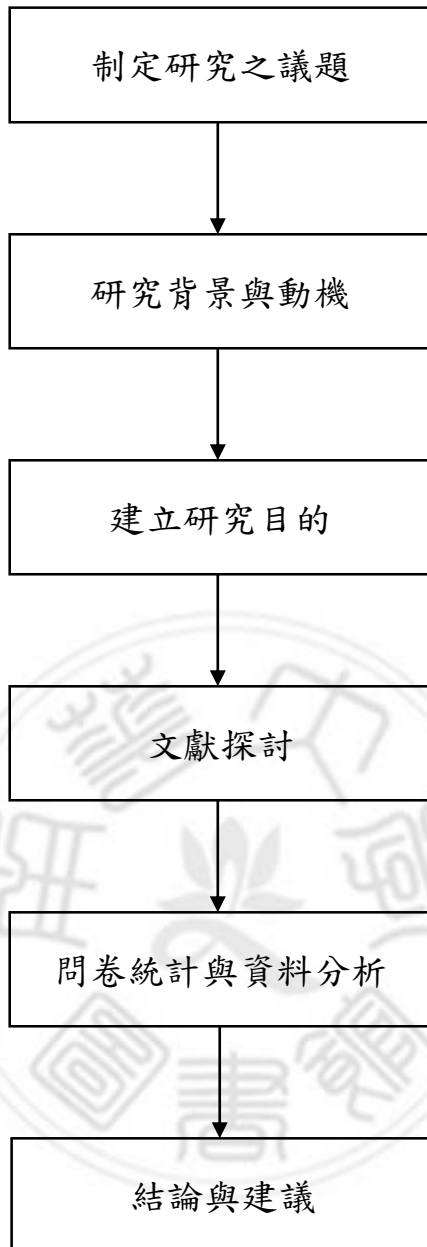 制定研究之議題
研究背景與動機
建立研究目的
文獻探討
問卷統計與資料分析
結論與建議